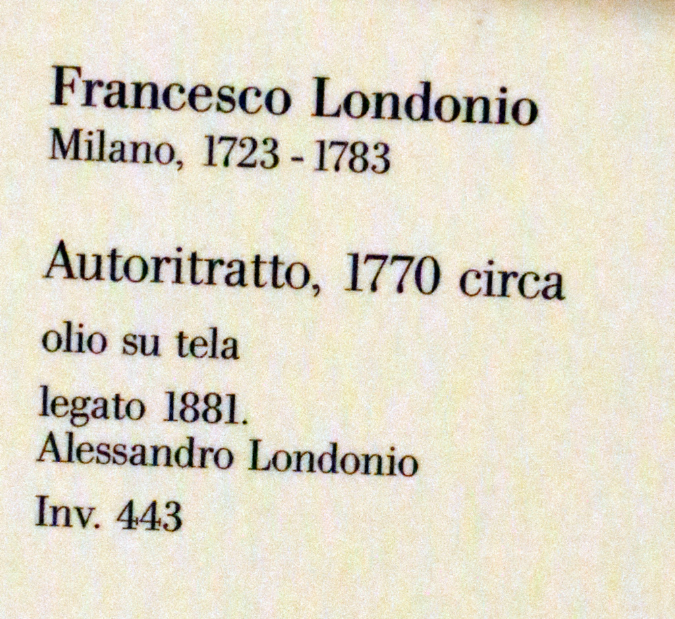 Francesco Londonio
Milano, 1723 - 1783
Autoritratto, 1770 circa
olio su tela
legato 1881.
Alessandro Londonio
Inv. 443